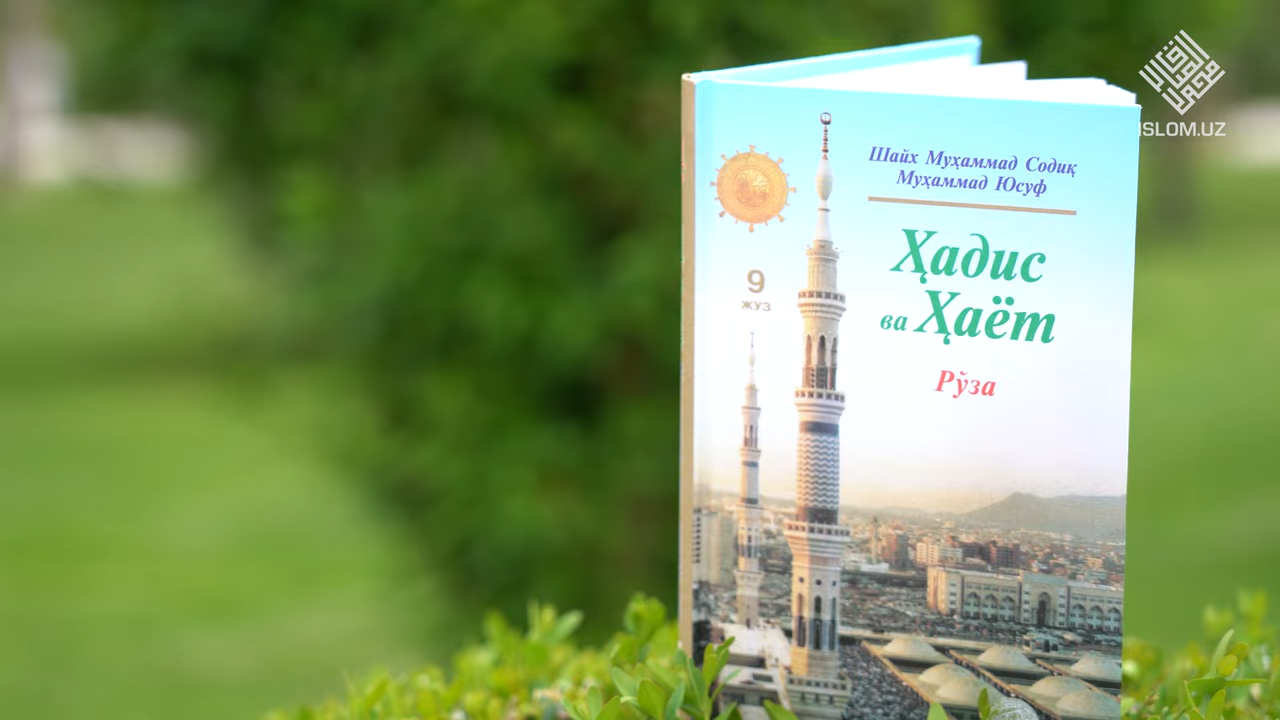 Шайх Муҳаммад Содиқ
Муҳаммад Юсуф
Ҳадис
ва Ҳаёт
Рўза
9
ЖУЗ
ISLOM.UZ